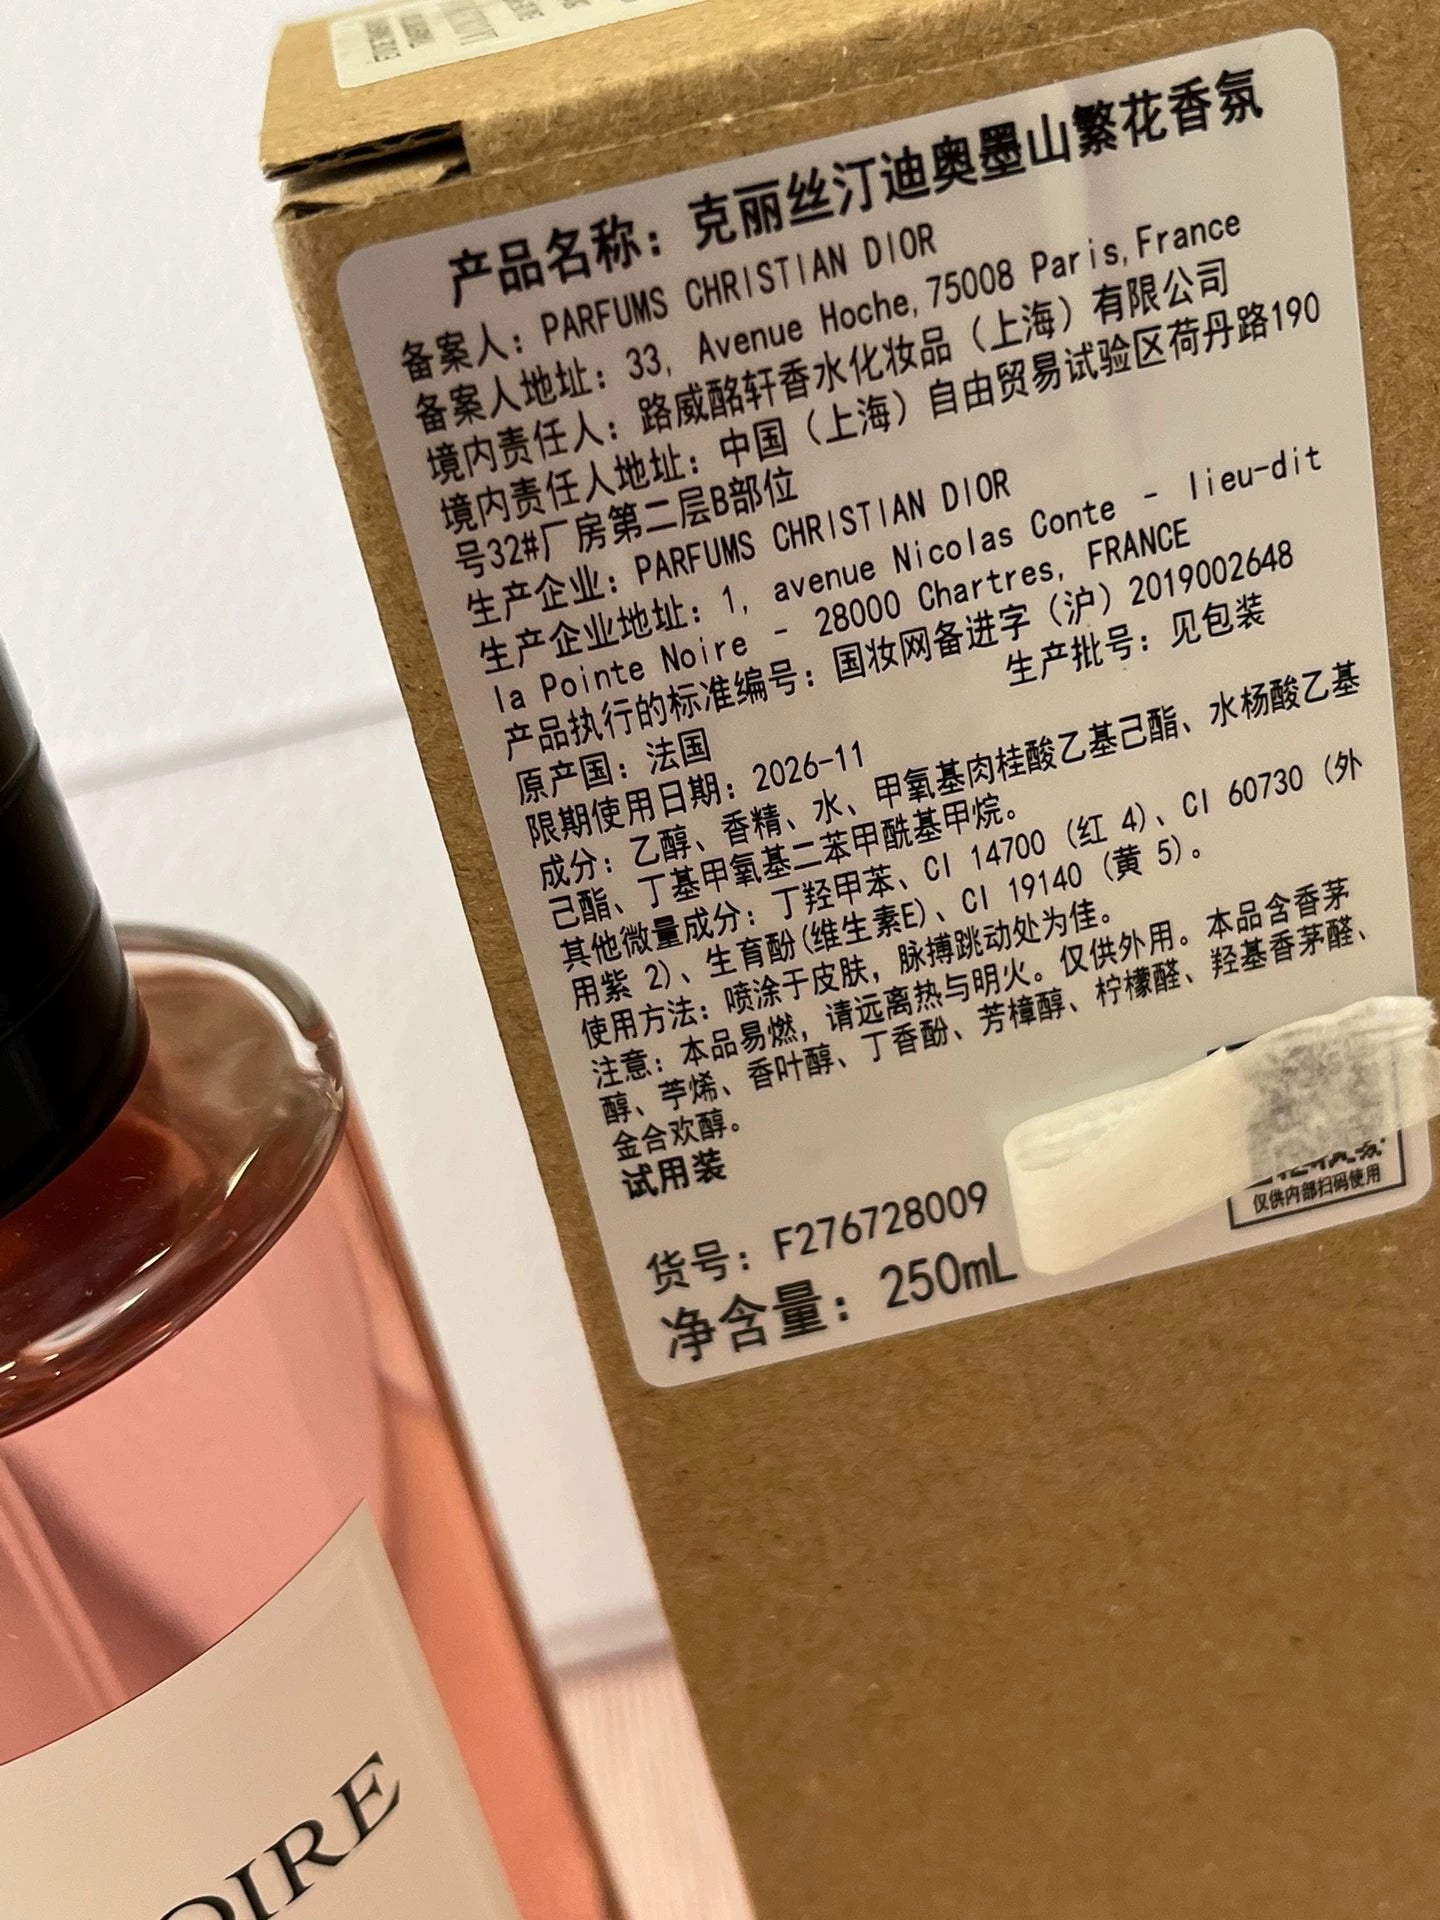 产品名称：克丽丝汀迪奥墨山繁花香氛
备案人：PARFUMS CHRISTIAN DIOR
备案人地址：33, Avenue Hoche,75008 Paris,France
境内责任人：路威酩轩香水化妆品（上海）有限公司
境内责任人地址：中国（上海）自由贸易试验区荷丹路190
号32#厂房第二层B部位
生产企业：PARFUMS CHRISTIAN DIOR
生产企业地址：1, avenue Nicolas Conte - lieu-dit
la Pointe Noire - 28000 Chartres, FRANCE
产品执行的标准编号：国妆网备进字（沪）2019002648
原产国：法国 生产批号：见包装
限期使用日期：2026-11
成分：乙醇、香精、水、甲氧基肉桂酸乙基己酯、水杨酸乙基
己酯、丁基甲氧基二苯甲酰基甲烷。
其他微量成分：丁羟甲苯、CI 14700（红 4）、CI 60730（外
用紫 2）、生育酚(维生素E)、CI 19140（黄 5）。
使用方法：喷涂于皮肤，脉搏跳动处为佳。
注意：本品易燃，请远离热与明火。仅供外用。本品含香茅
醇、苧烯、香叶醇、丁香酚、芳樟醇、柠檬醛、羟基香茅醛、
金合欢醇。
试用装
货号：F276728009
净含量：250mL
仅供内部扫码使用
OIRE